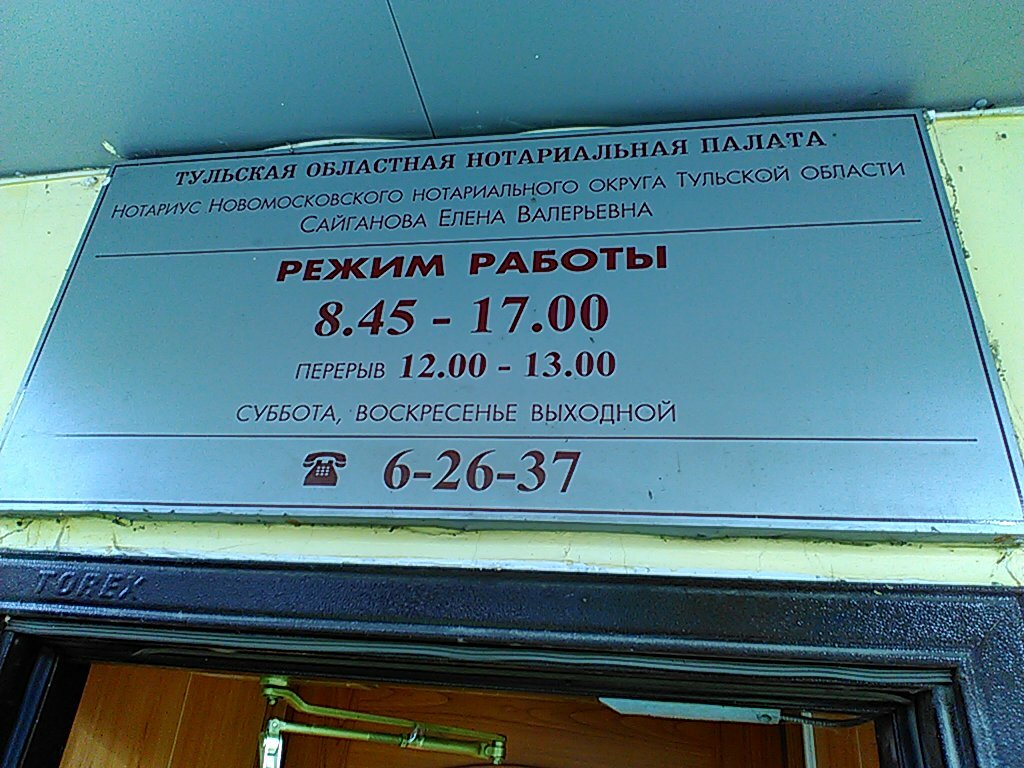 ТУЛЬСКАЯ ОБЛАСТНАЯ НОТАРИАЛЬНАЯ ПАЛАТА
НОТАРИУС НОВОМОСКОВСКОГО НОТАРИАЛЬНОГО ОКРУГА ТУЛЬСКОЙ ОБЛАСТИ
САЙГАНОВА ЕЛЕНА ВАЛЕРЬЕВНА
РЕЖИМ РАБОТЫ
8.45 - 17.00
ПЕРЕРЫВ 12.00 - 13.00
СУББОТА, ВОСКРЕСЕНЬЕ ВЫХОДНОЙ
6-26-37
TOREX